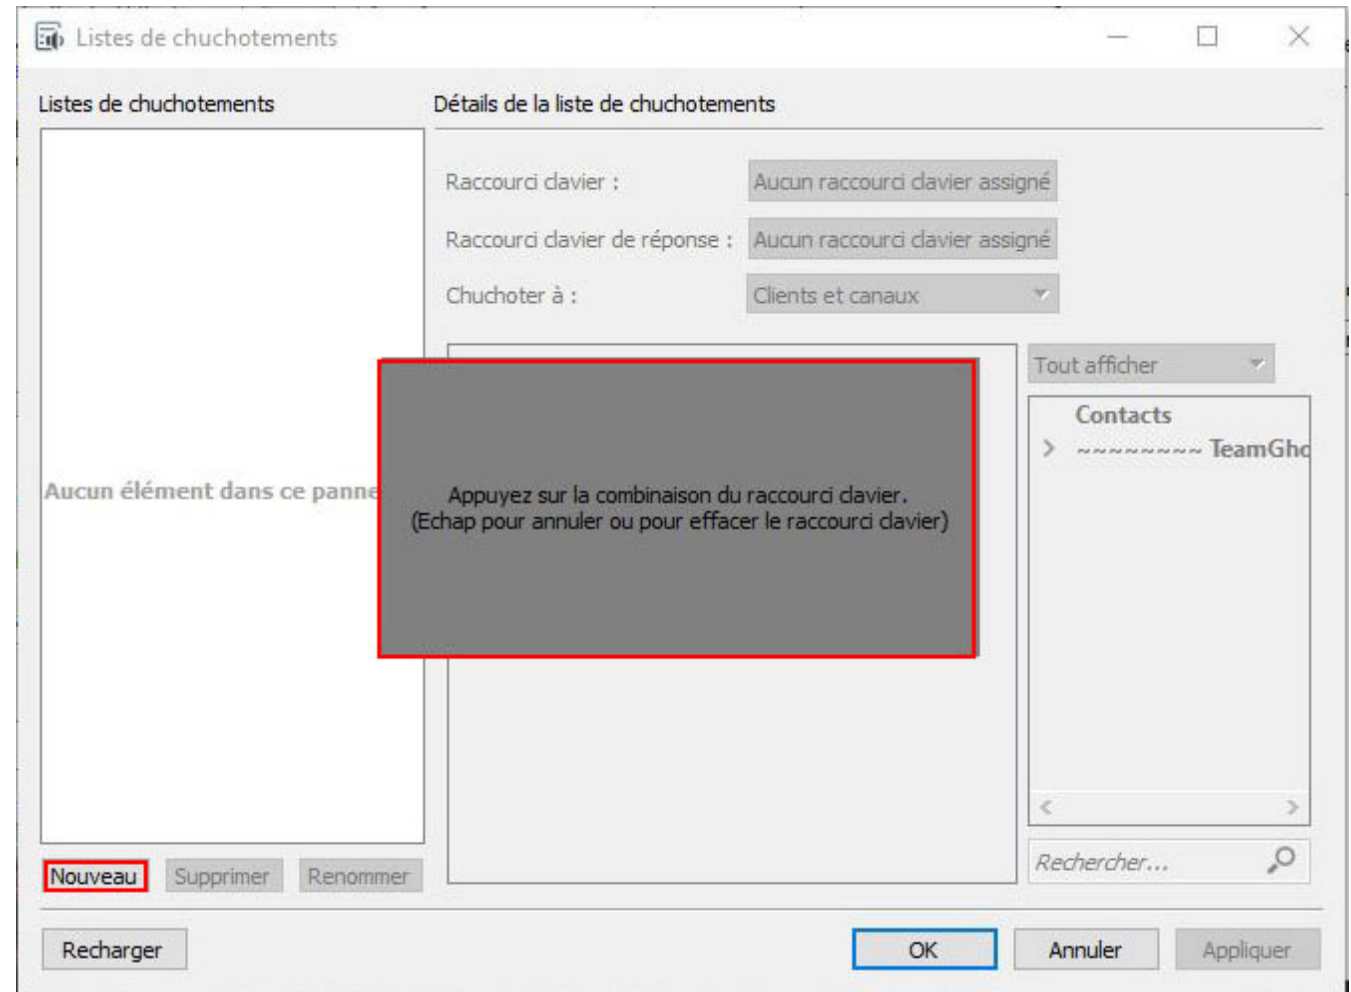 Listes de chuchotements
Listes de chuchotements
Détails de la liste de chuchotements
Raccourci clavier :
Aucun raccourci clavier assigné
Raccourci clavier de réponse :
Aucun raccourci clavier assigné
Chuchoter à :
Clients et canaux
Tout afficher
Contacts
~~~~~~~~ TeamGho
Aucun élément dans ce panne
Appuyez sur la combinaison du raccourci clavier.
(Echap pour annuler ou pour effacer le raccourci clavier)
Nouveau
Supprimer
Renommer
Rechercher...
Recharger
OK
Annuler
Appliquer